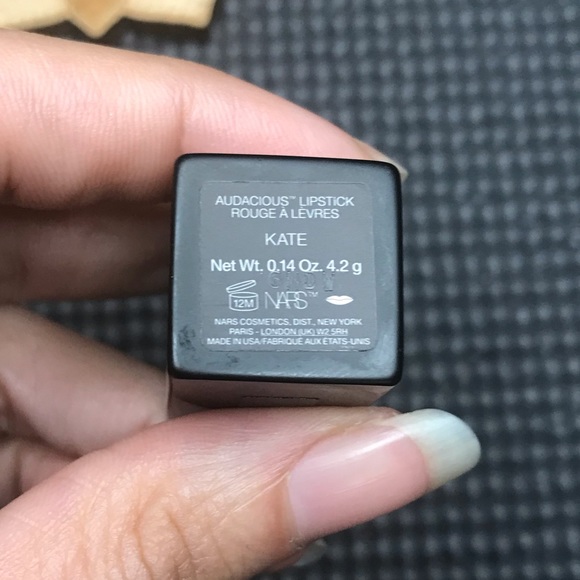 AUDACIOUS™ LIPSTICK
ROUGE À LÈVRES
KATE
Net Wt. 0.14 Oz. 4.2 g
12M NARS™
NARS COSMETICS, DIST., NEW YORK
PARIS - LONDON (UK) W2 5RH
MADE IN USA/FABRIQUÉ AUX ÉTATS-UNIS